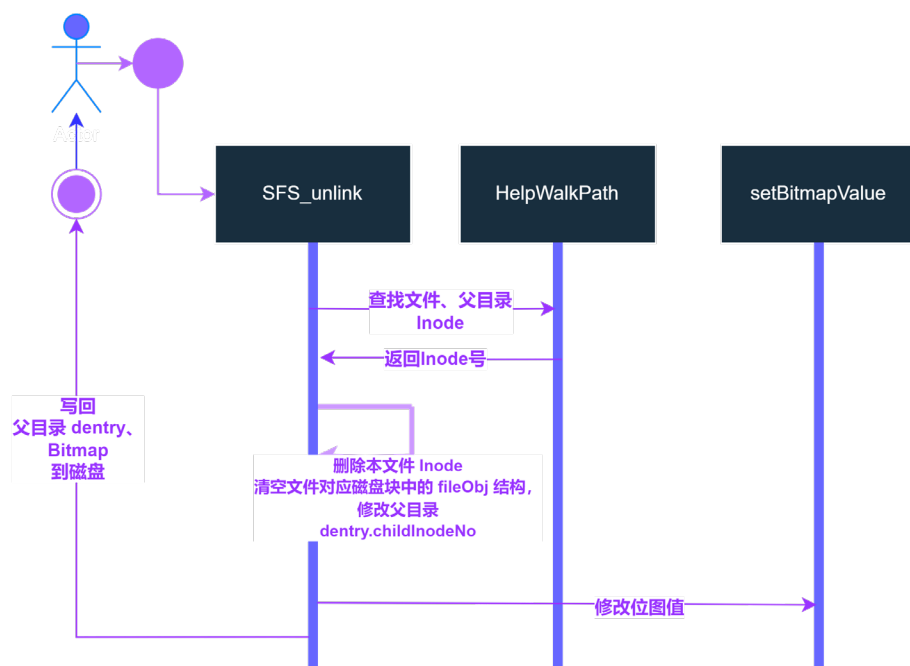 Actor
SFS_unlink
HelpWalkPath
setBitmapValue
查找文件、父目录
Inode
返回Inode号
写回
父目录 dentry、
Bitmap
到磁盘
删除本文件 Inode
清空文件对应磁盘块中的 fileObj 结构，
修改父目录
dentry.childInodeNo
修改位图值